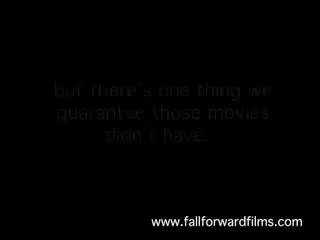 but there's one thing we
guarantee those movies
didn't have...
www.fallforwardfilms.com